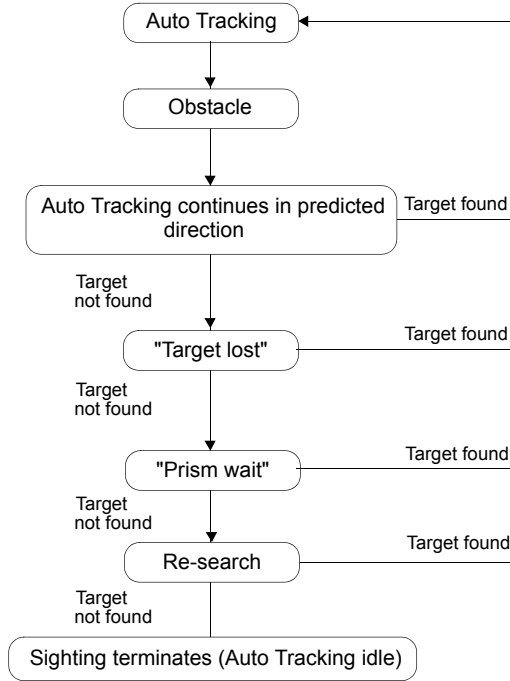 Auto Tracking
Obstacle
Auto Tracking continues in predicted
direction
Target found
Target
not found
"Target lost"
Target found
Target
not found
"Prism wait"
Target found
Target
not found
Re-search
Target found
Target
not found
Sighting terminates (Auto Tracking idle)